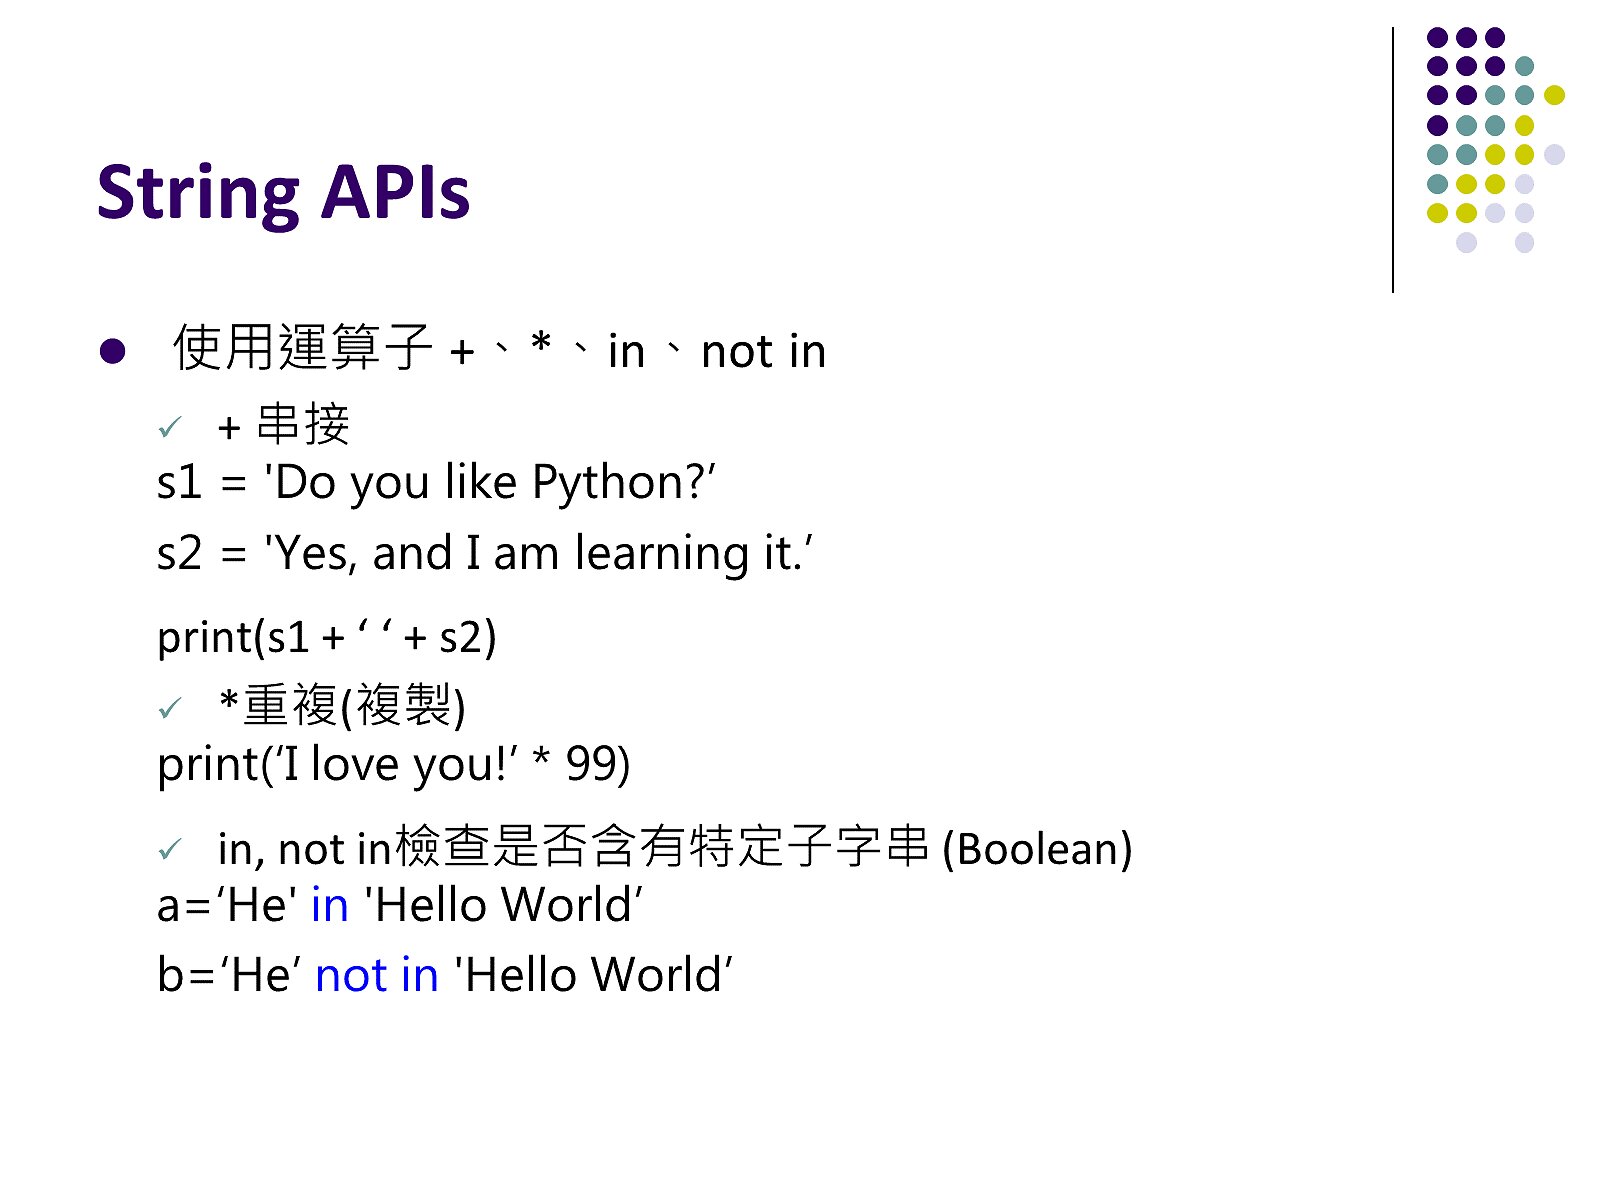 String APIs
● 使用運算子 +、*、in、not in
✓ + 串接
s1 = 'Do you like Python?’
s2 = 'Yes, and I am learning it.’
print(s1 + ‘ ‘ + s2)
✓ *重複(複製)
print(‘I love you!’ * 99)
✓ in, not in檢查是否含有特定子字串 (Boolean)
a=‘He' in 'Hello World’
b=‘He’ not in 'Hello World’